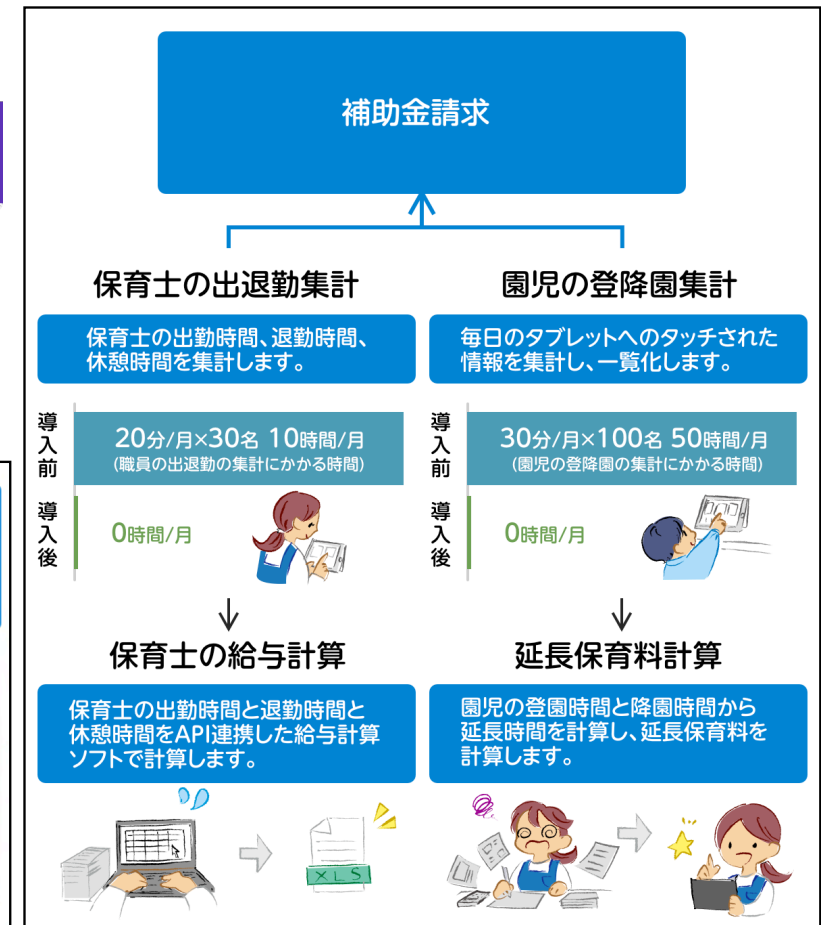 補助金請求
保育士の出退勤集計
保育士の出勤時間、退勤時間、
休憩時間を集計します。
導入前
20分/月×30名 10時間/月
(職員の出退勤の集計にかかる時間)
導入後
0時間/月
園児の登降園集計
毎日のタブレットへのタッチされた
情報を集計し、一覧化します。
導入前
30分/月×100名 50時間/月
(園児の登降園の集計にかかる時間)
導入後
0時間/月
保育士の給与計算
保育士の出勤時間と退勤時間と
休憩時間をAPI連携した給与計算
ソフトで計算します。
XLS
延長保育料計算
園児の登園時間と降園時間から
延長時間を計算し、延長保育料を
計算します。